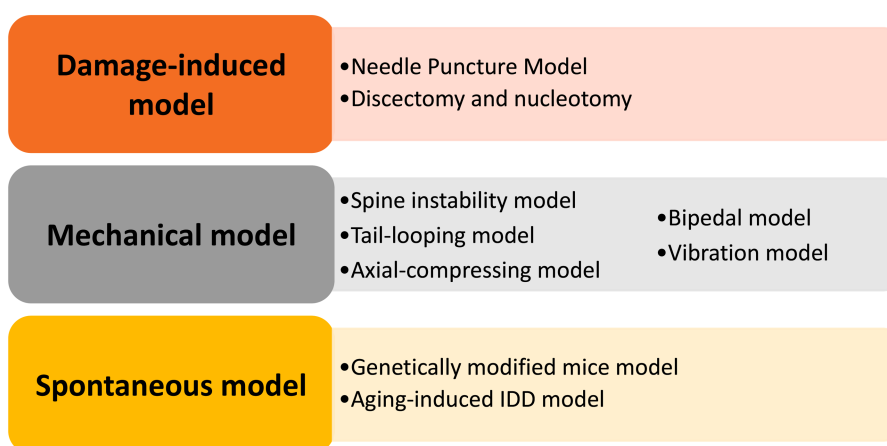 Damage-induced
model
•Needle Puncture Model
•Discectomy and nucleotomy
Mechanical model
•Spine instability model
•Tail-looping model
•Axial-compressing model
•Bipedal model
•Vibration model
Spontaneous model
•Genetically modified mice model
•Aging-induced IDD model